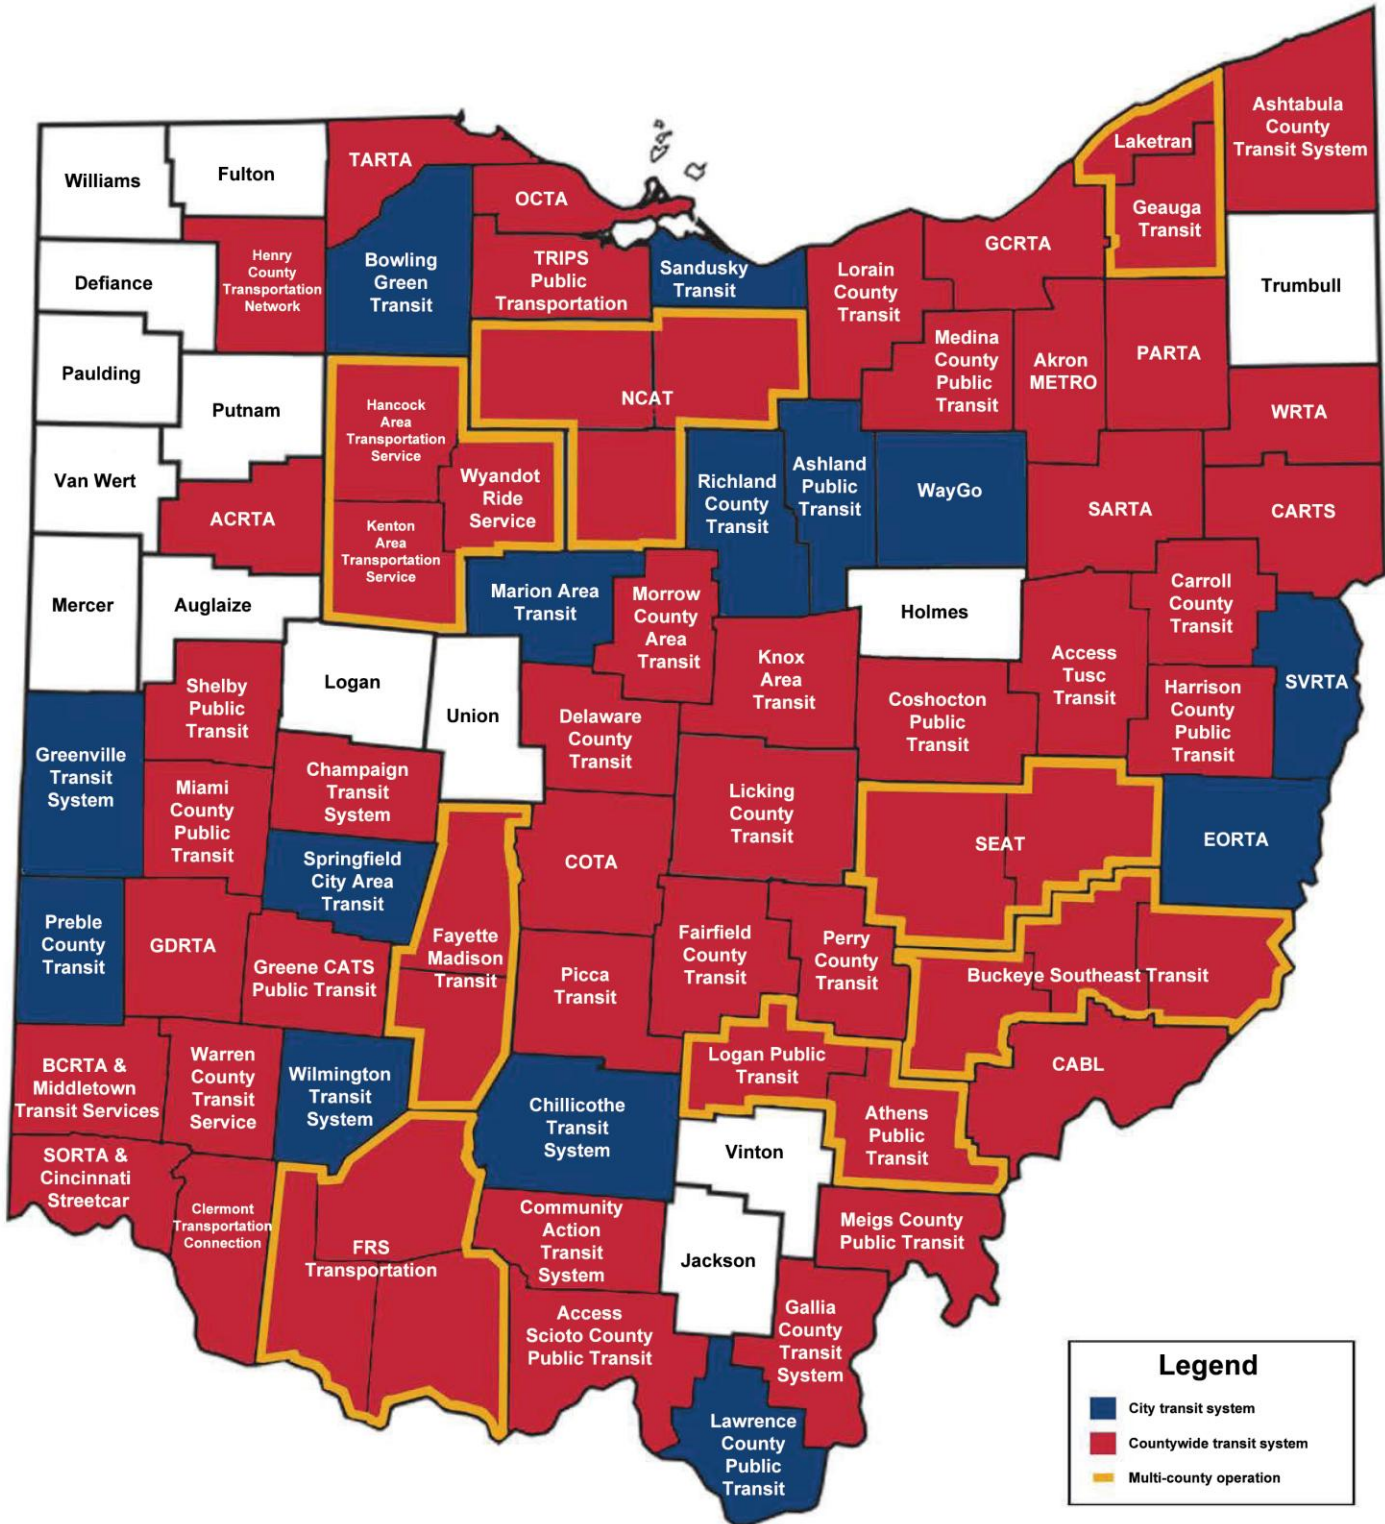 Ashtabula
County
Transit System
Laketran
Geauga
Transit
TARTA
Fulton
Williams
OCTA
GCRTA
Henry
County
Transportation
Network
Bowling
Green
Transit
TRIPS
Public
Transportation
Sandusky
Transit
Lorain
County
Transit
Defiance
Trumbull
Medina
County
Public
Transit
Akron
METRO
PARTA
Paulding
Putnam
Hancock
Area
Transportation
Service
NCAT
WRTA
Van Wert
Wyandot
Ride
Service
Richland
County
Transit
Ashland
Public
Transit
WayGo
ACRTA
Kenton
Area
Transportation
Service
SARTA
CARTS
Mercer
Auglaize
Marion Area
Transit
Morrow
County
Area
Transit
Holmes
Carroll
County
Transit
Shelby
Public
Transit
Logan
Union
Knox
Area
Transit
Access
Tusc
Transit
SVRTA
Delaware
County
Transit
Coshocton
Public
Transit
Harrison
County
Public
Transit
Greenville
Transit
System
Miami
County
Public
Transit
Champaign
Transit
System
Licking
County
Transit
SEAT
EORTA
Springfield
City Area
Transit
COTA
Preble
County
Transit
GDRTA
Greene CATS
Public Transit
Fayette
Madison
Transit
Fairfield
County
Transit
Perry
County
Transit
Picca
Transit
Buckeye Southeast Transit
BCRTA &
Middletown
Transit Services
Warren
County
Transit
Service
Wilmington
Transit
System
Logan Public
Transit
CABL
Chillicothe
Transit
System
Athens
Public
Transit
Vinton
SORTA &
Cincinnati
Streetcar
Clermont
Transportation
Connection
FRS
Transportation
Community
Action
Transit
System
Meigs County
Public Transit
Jackson
Access
Scioto County
Public Transit
Gallia
County
Transit
System
Lawrence
County
Public
Transit
Legend
City transit system
Countywide transit system
Multi-county operation